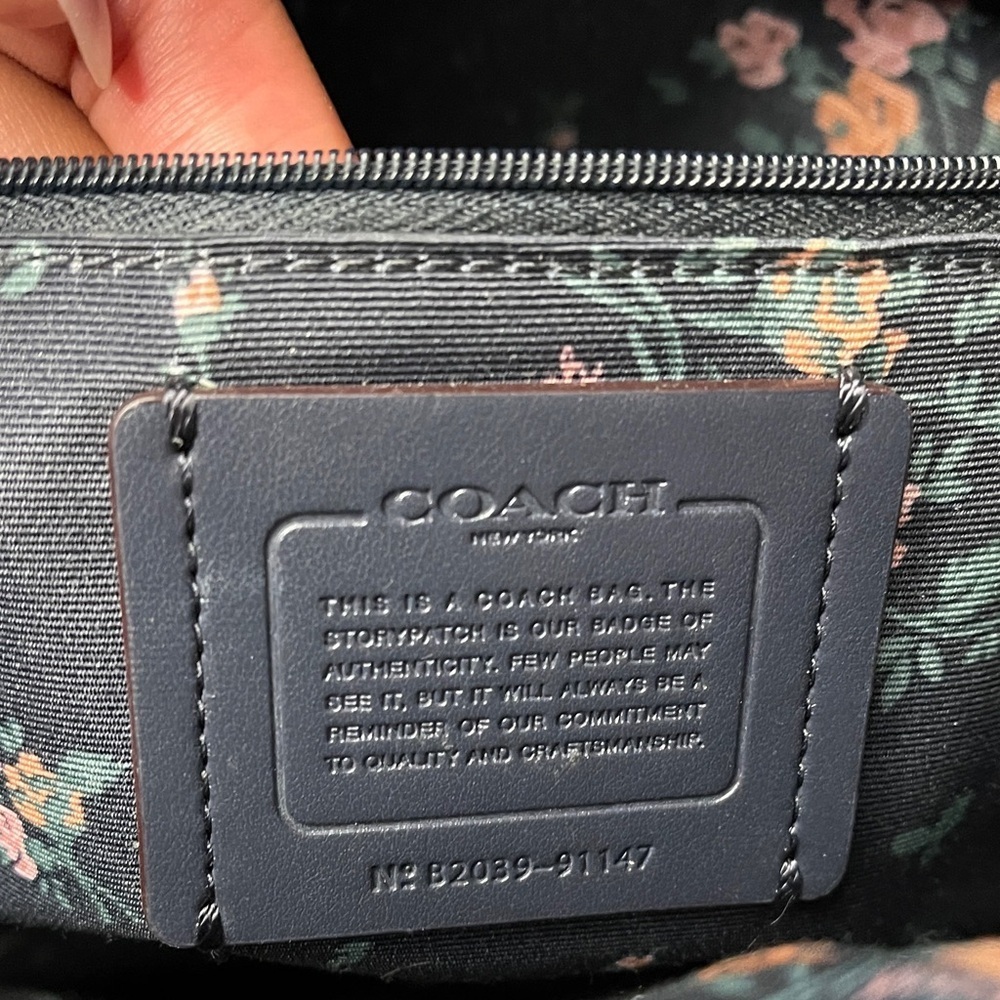 COACH
NEW YORK
THIS IS A COACH BAG. THE
STORYPATCH IS OUR BADGE OF
AUTHENTICITY. FEW PEOPLE MAY
SEE IT, BUT IT WILL ALWAYS BE A
REMINDER OF OUR COMMITMENT
TO QUALITY AND CRAFTSMANSHIP.
Nº B2039-91147